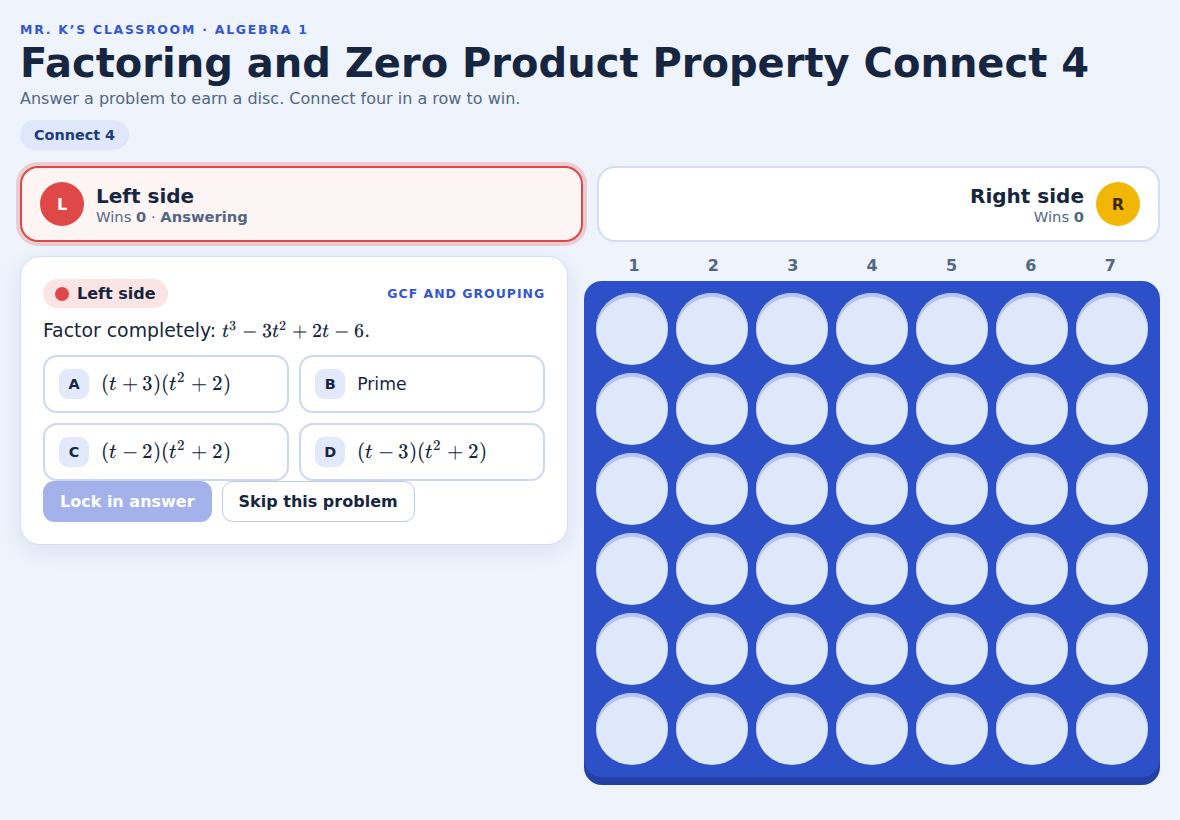 MR. K’S CLASSROOM · ALGEBRA 1
Factoring and Zero Product Property Connect 4
Answer a problem to earn a disc. Connect four in a row to win.
Connect 4
L
Left side
Wins 0 · Answering
Right side
Wins 0
R
Left side
GCF AND GROUPING
Factor completely: t³ − 3t² + 2t − 6.
A (t + 3)(t² + 2)
B Prime
C (t − 2)(t² + 2)
D (t − 3)(t² + 2)
Lock in answer
Skip this problem
1 2 3 4 5 6 7